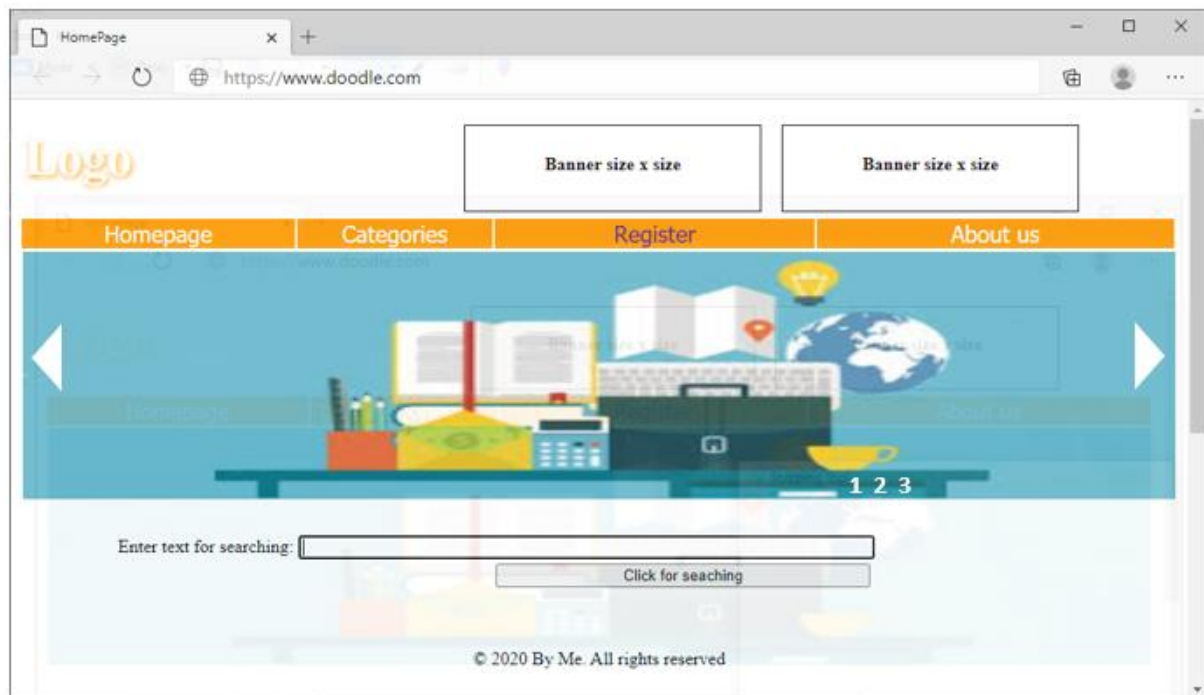 HomePage
https://www.doodle.com
Logo
Banner size x size
Banner size x size
Homepage
Categories
Register
About us
1 2 3
Enter text for searching:
Click for seaching
© 2020 By Me. All rights reserved